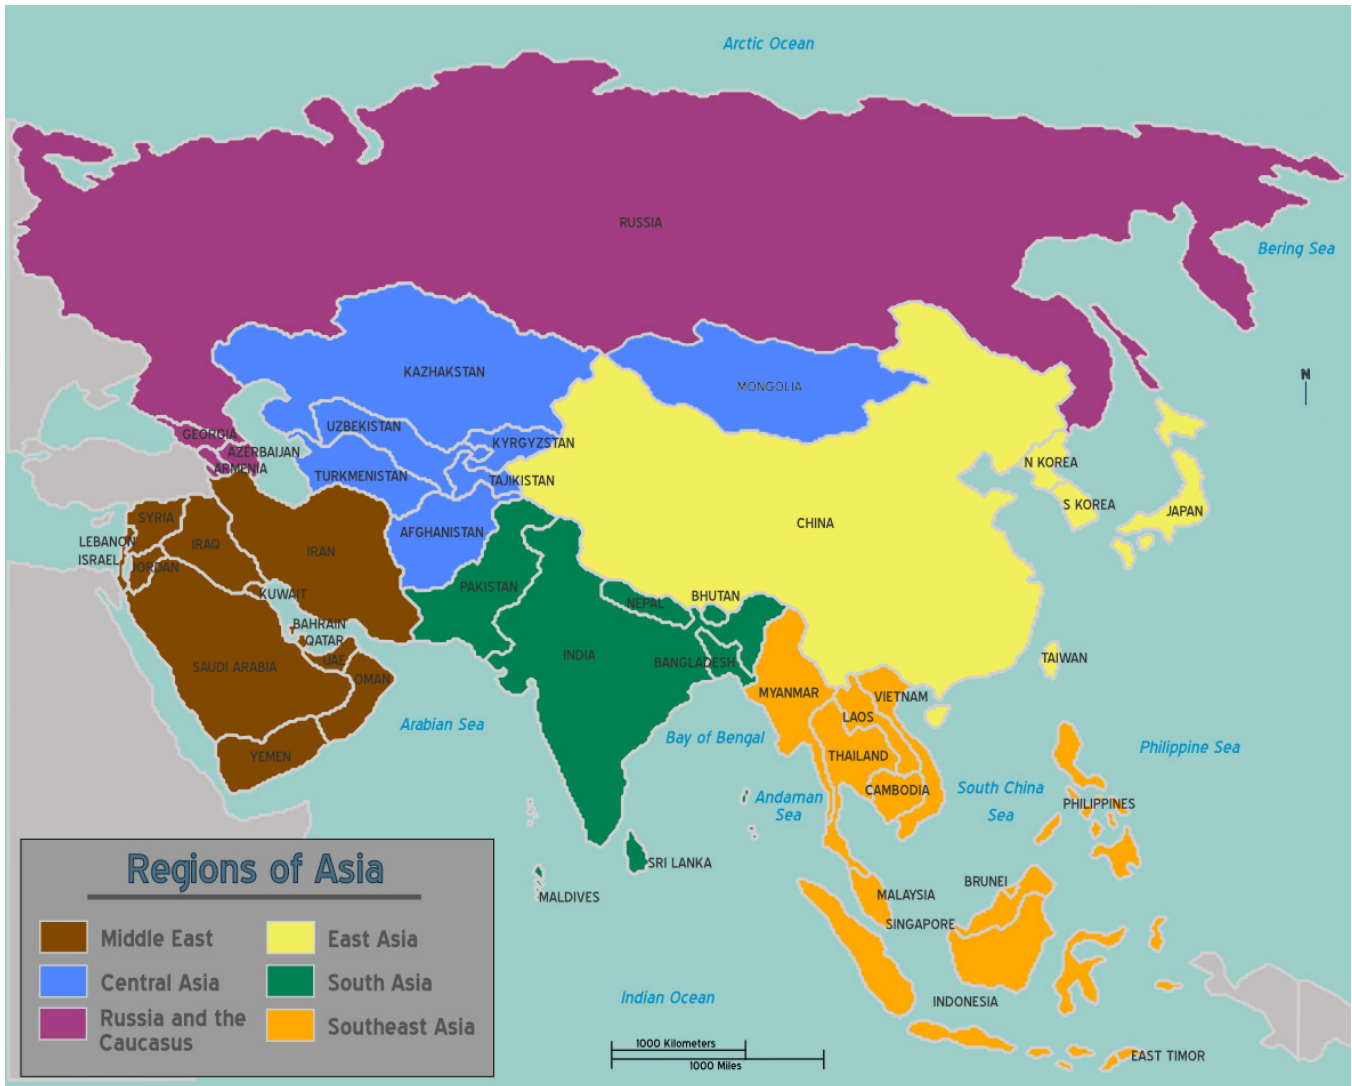 Arctic Ocean
RUSSIA
Bering Sea
KAZHAKSTAN
MONGOLIA
N
UZBEKISTAN
GEORGIA
KYRGYZSTAN
AZERBAIJAN
ARMENIA
TURKMENISTAN
TAJIKISTAN
N KOREA
S KOREA
JAPAN
SYRIA
CHINA
LEBANON
IRAQ
IRAN
AFGHANISTAN
ISRAEL
JORDAN
KUWAIT
PAKISTAN
NEPAL
BHUTAN
BAHRAIN
QATAR
UAE
SAUDI ARABIA
OMAN
INDIA
BANGLADESH
TAIWAN
MYANMAR
VIETNAM
LAOS
Arabian Sea
Bay of Bengal
Philippine Sea
YEMEN
THAILAND
CAMBODIA
Andaman
Sea
South China
Sea
PHILIPPINES
SRI LANKA
MALDIVES
MALAYSIA
BRUNEI
SINGAPORE
Indian Ocean
INDONESIA
EAST TIMOR
1000 Kilometers
1000 Miles
Regions of Asia
Middle East
Central Asia
Russia and the
Caucasus
East Asia
South Asia
Southeast Asia